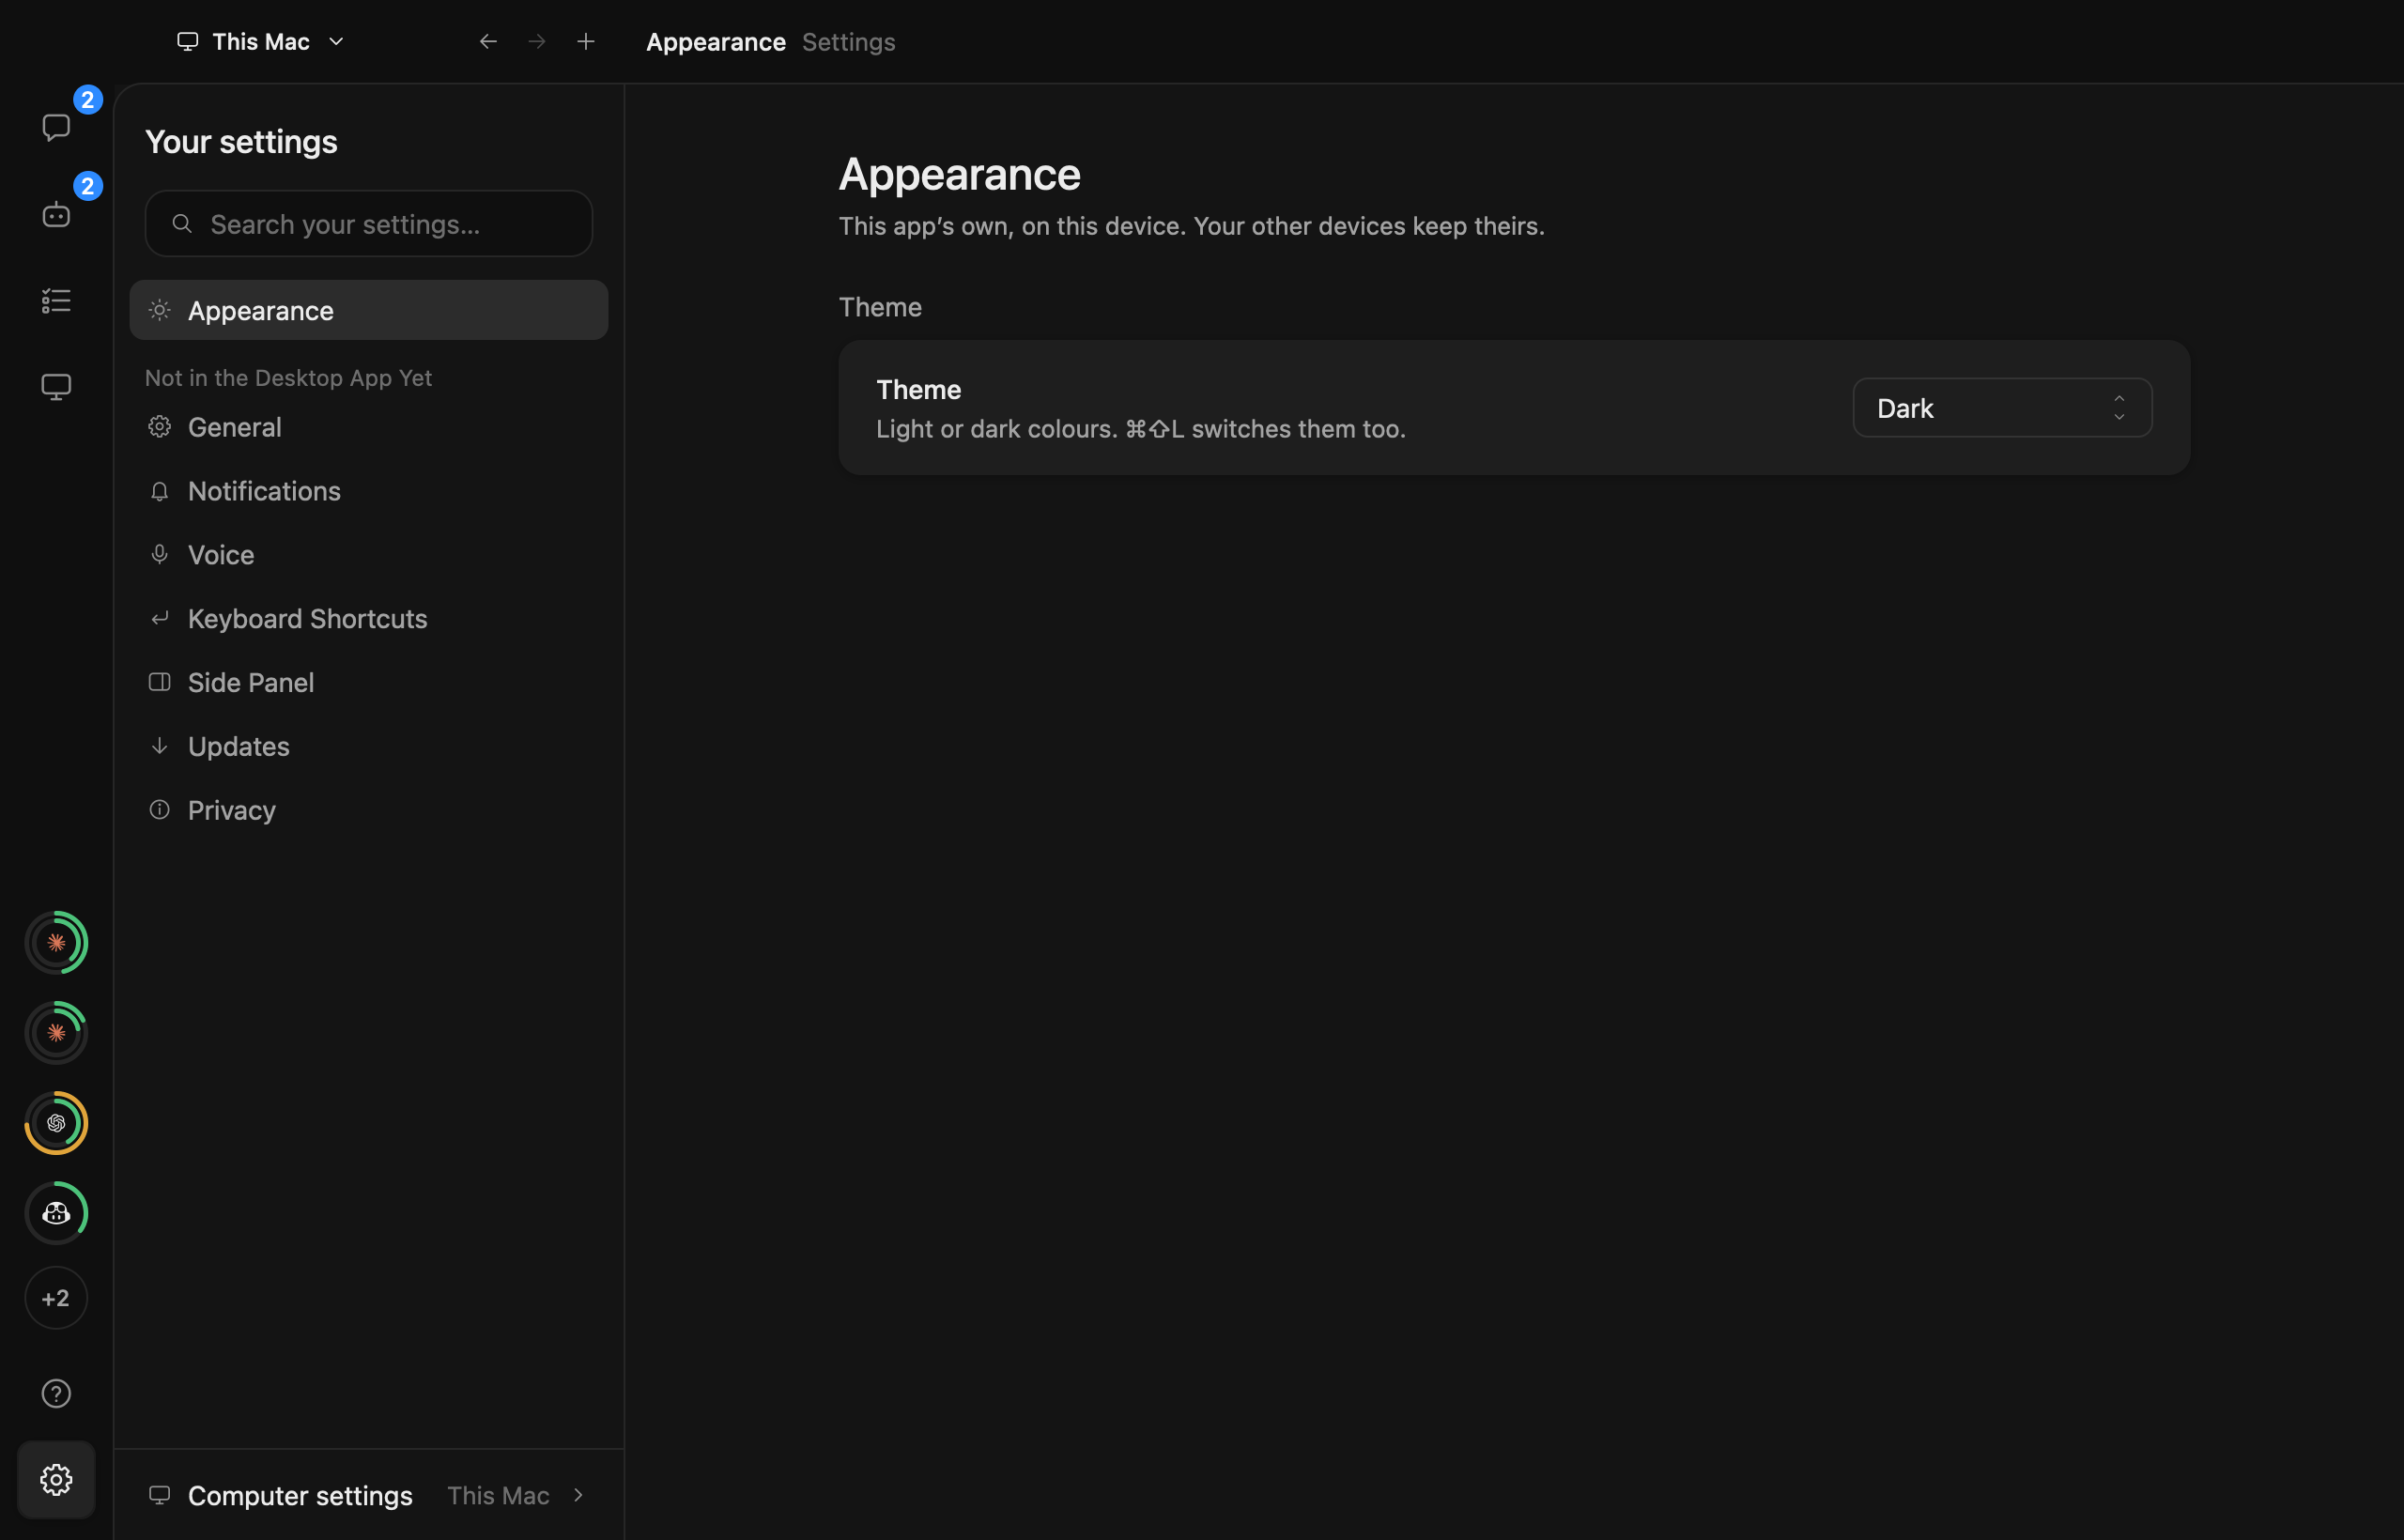 This Mac
Appearance Settings
2
2
Your settings
Search your settings...
Appearance
Not in the Desktop App Yet
General
Notifications
Voice
Keyboard Shortcuts
Side Panel
Updates
Privacy
+2
Computer settings This Mac
Appearance
This app’s own, on this device. Your other devices keep theirs.
Theme
Theme
Light or dark colours. ⌘⇧L switches them too.
Dark